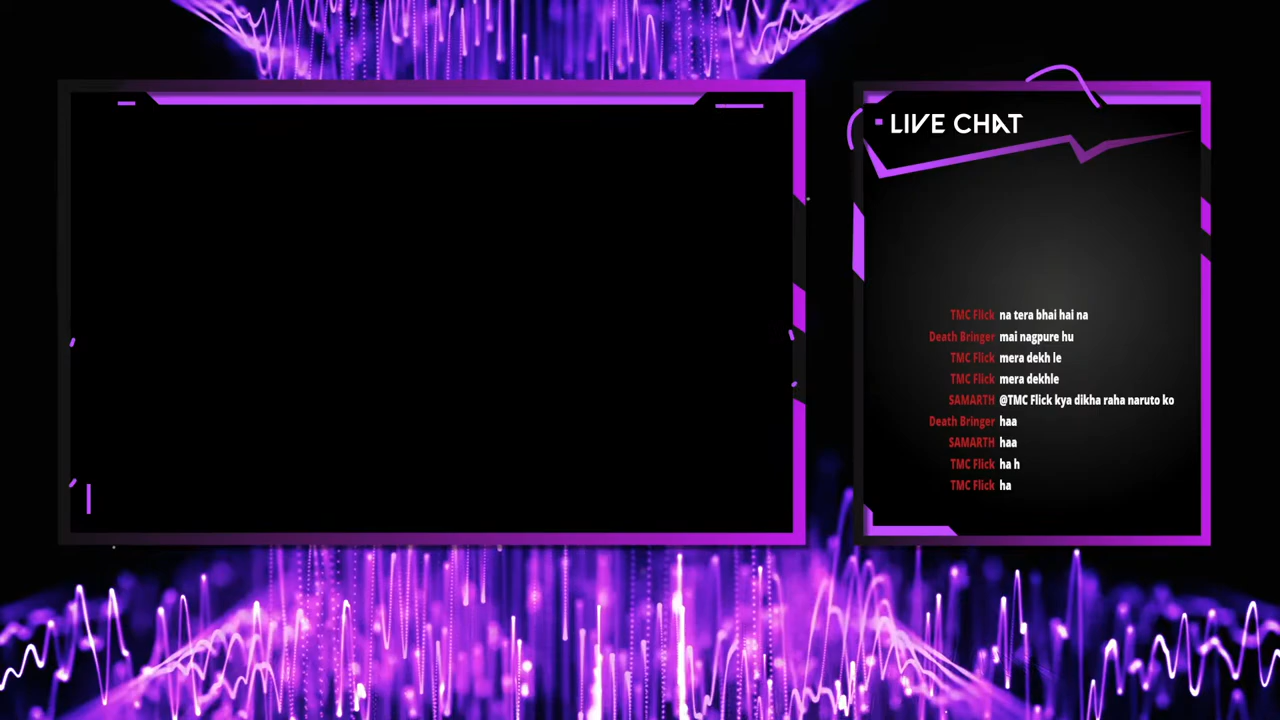 LIVE CHAT
TMC Flick na tera bhai hai na
Death Bringer mai nagpure hu
TMC Flick mera dekh le
TMC Flick mera dekhle
SAMARTH @TMC Flick kya dikha raha naruto ko
Death Bringer haa
SAMARTH haa
TMC Flick ha h
TMC Flick ha